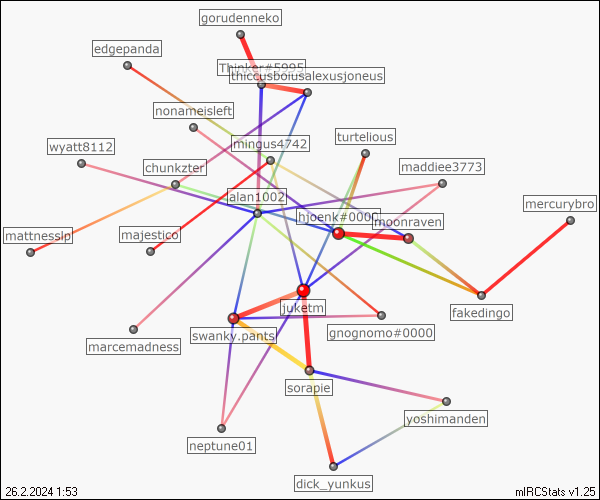 gorudenneko
edgepanda
Thinker#5995
thiccusboiusalexusjoneus
nonameisleft
turtelious
wyatt8112
mingus4742
chunkzter
maddiee3773
alan1002
mercurybro
hjoenk#0000
moonraven
mattnesslp
majestico
juketm
fakedingo
swanky.pants
gnognomo#0000
marcemadness
sorapie
yoshimanden
neptune01
dick_yunkus
26.2.2024 1:53
mIRCStats v1.25